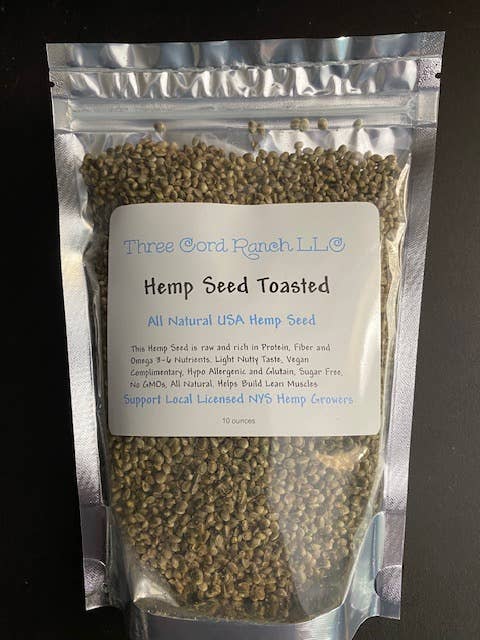 Three Cord Ranch LLC
Hemp Seed Toasted
All Natural USA Hemp Seed
This Hemp Seed is raw and rich in Protein, Fiber and
Omega 3-6 Nutrients. Light Nutty Taste, Vegan
Complimentary, Hypo Allergenic and Glutain, Sugar Free,
No GMOs, All Natural, Helps Build Lean Muscles
Support Local Licensed NYS Hemp Growers
10 ounces